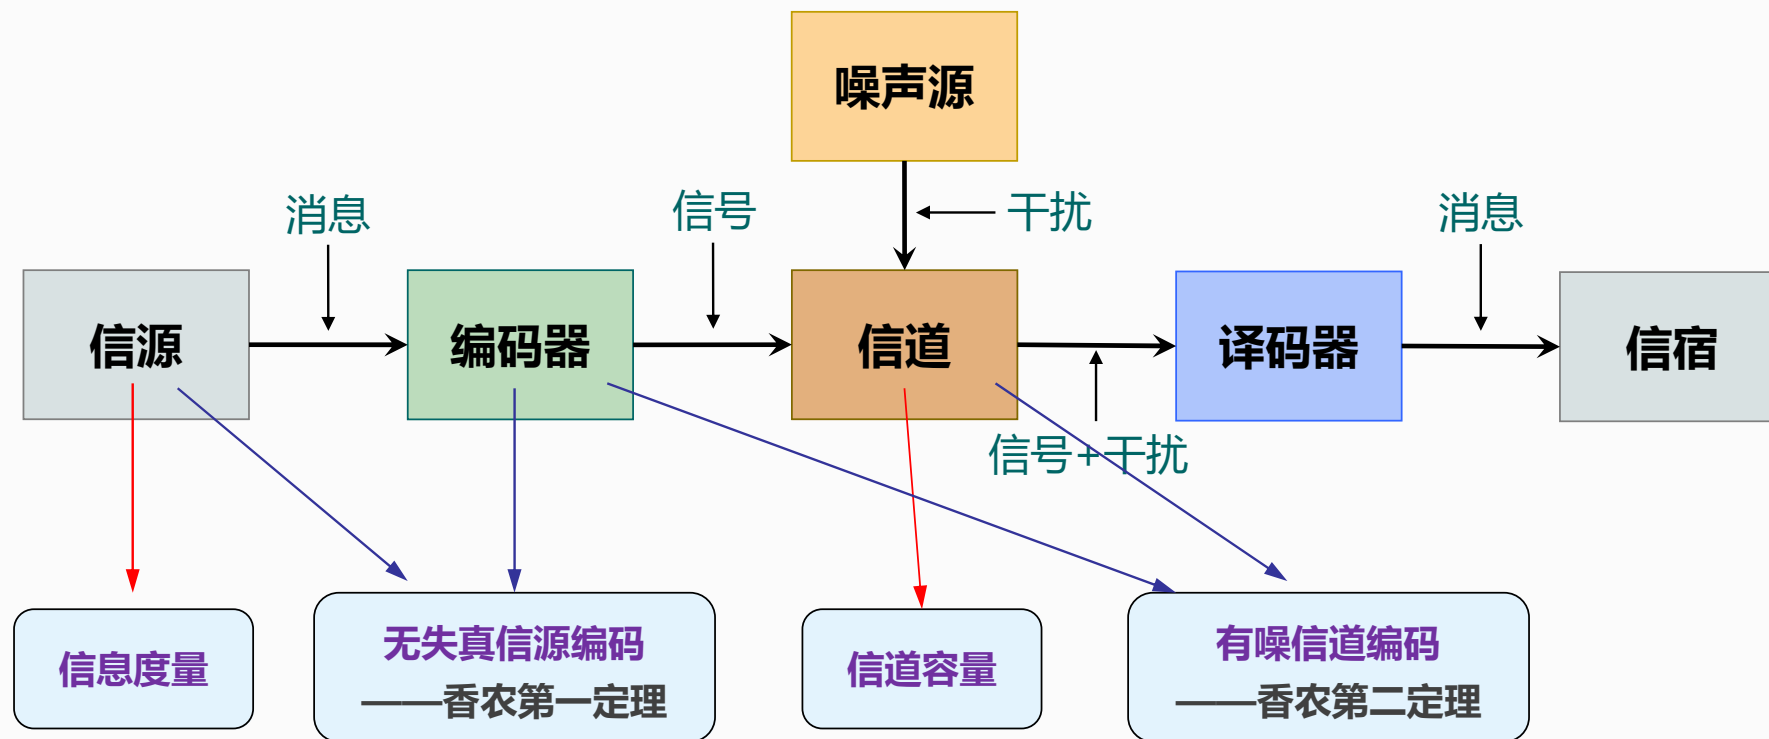 噪声源
消息
信号
干扰
消息
信源
编码器
信道
译码器
信宿
信号+干扰
信息度量
无失真信源编码
——香农第一定理
信道容量
有噪信道编码
——香农第二定理